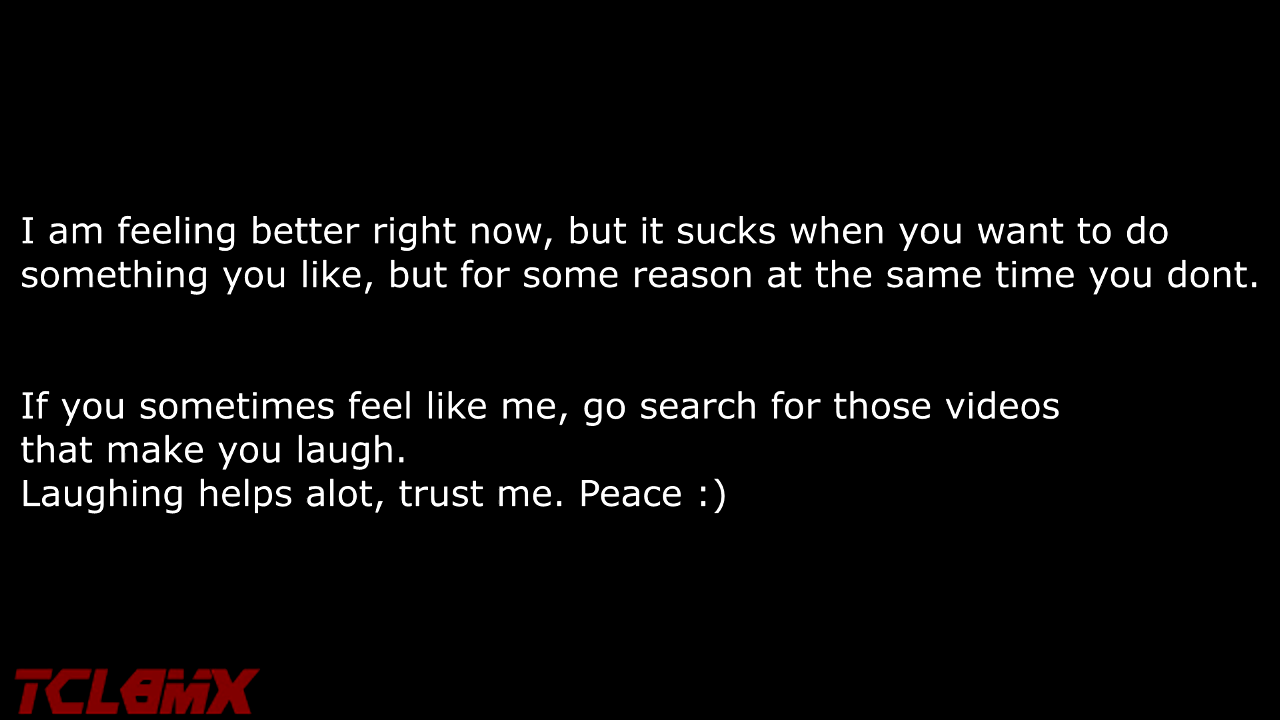 I am feeling better right now, but it sucks when you want to do
something you like, but for some reason at the same time you dont.
If you sometimes feel like me, go search for those videos
that make you laugh.
Laughing helps alot, trust me. Peace :)
TCLBMX